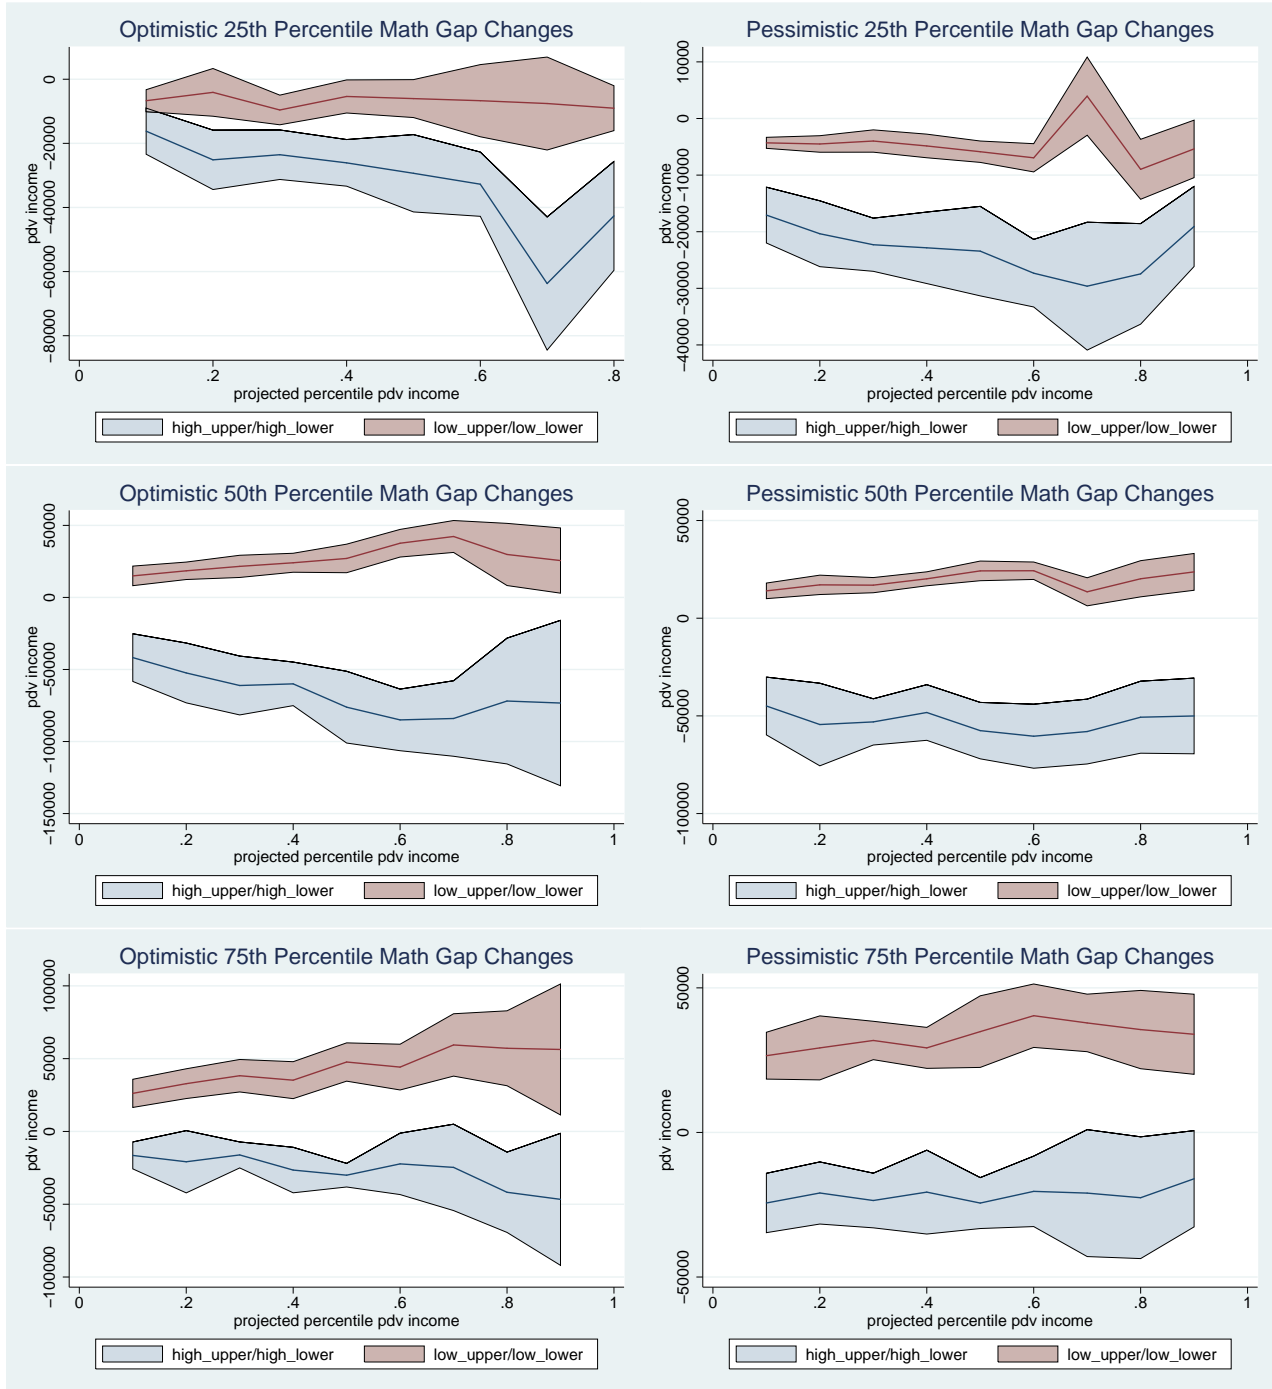 Optimistic 25th Percentile Math Gap Changes
pdv income
0
−20000
−40000
−60000
−80000
0 .2 .4 .6 .8
projected percentile pdv income
high_upper/high_lower low_upper/low_lower
Pessimistic 25th Percentile Math Gap Changes
pdv income
10000
0
−10000
−20000
−30000
−40000
0 .2 .4 .6 .8 1
projected percentile pdv income
high_upper/high_lower low_upper/low_lower
Optimistic 50th Percentile Math Gap Changes
pdv income
50000
0
−50000
−100000
−150000
0 .2 .4 .6 .8 1
projected percentile pdv income
high_upper/high_lower low_upper/low_lower
Pessimistic 50th Percentile Math Gap Changes
pdv income
50000
0
−50000
−100000
0 .2 .4 .6 .8 1
projected percentile pdv income
high_upper/high_lower low_upper/low_lower
Optimistic 75th Percentile Math Gap Changes
pdv income
100000
50000
0
−50000
−100000
0 .2 .4 .6 .8 1
projected percentile pdv income
high_upper/high_lower low_upper/low_lower
Pessimistic 75th Percentile Math Gap Changes
pdv income
50000
0
−50000
0 .2 .4 .6 .8 1
projected percentile pdv income
high_upper/high_lower low_upper/low_lower